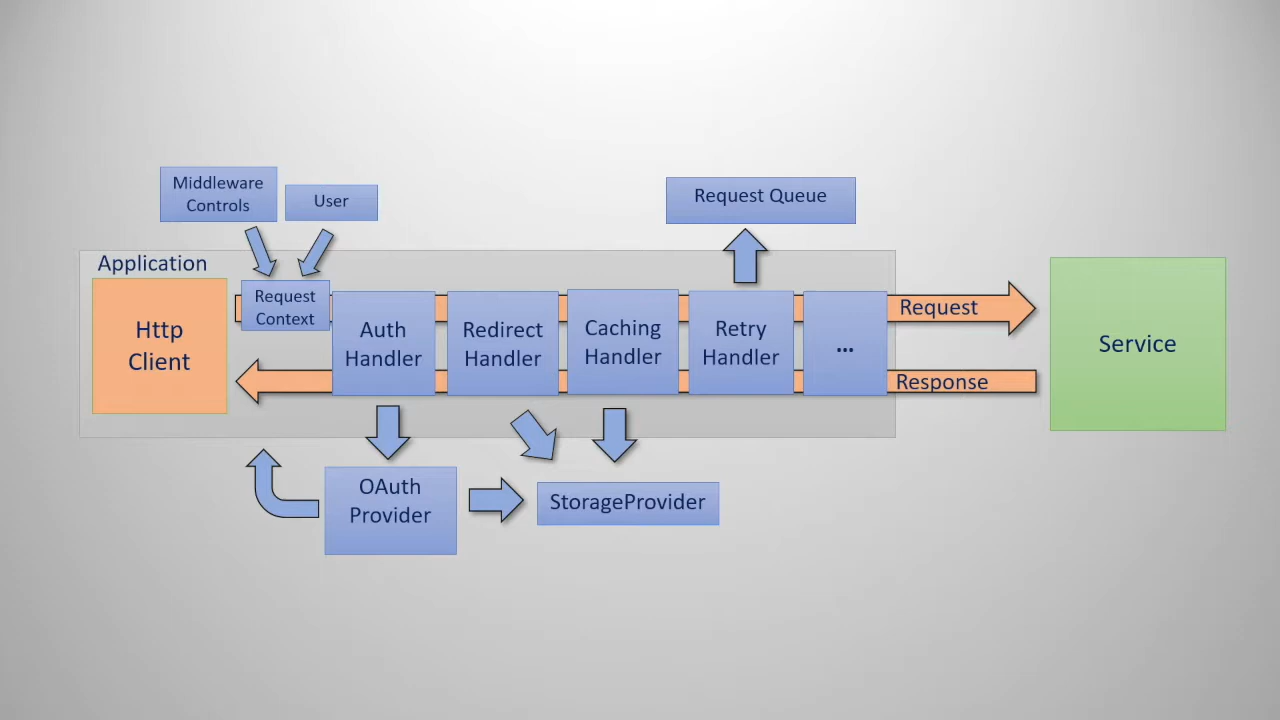 Middleware
Controls
User
Request Queue
Application
Http
Client
Request
Context
Auth
Handler
Redirect
Handler
Caching
Handler
Retry
Handler
...
Request
Response
Service
OAuth
Provider
StorageProvider